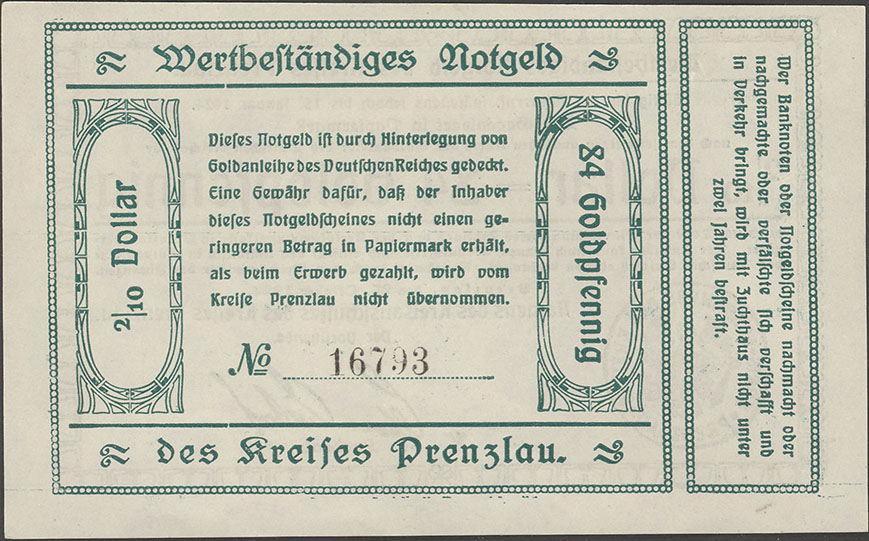 Wertbeständiges Notgeld
2/10 Dollar
Dieses Notgeld ist durch Hinterlegung von
Goldanleihe des Deutschen Reiches gedeckt.
Eine Gewähr dafür, daß der Inhaber
dieses Notgeldscheines nicht einen ge-
ringeren Betrag in Papiermark erhält,
als beim Erwerb gezahlt, wird vom
Kreise Prenzlau nicht übernommen.
84 Goldpfennig
No 16793
des Kreises Prenzlau.
Wer Banknoten oder Notgeldscheine nachmacht oder
nachgemachte oder verfälschte sich verschafft und
in Verkehr bringt, wird mit Zuchthaus nicht unter
zwei Jahren bestraft.